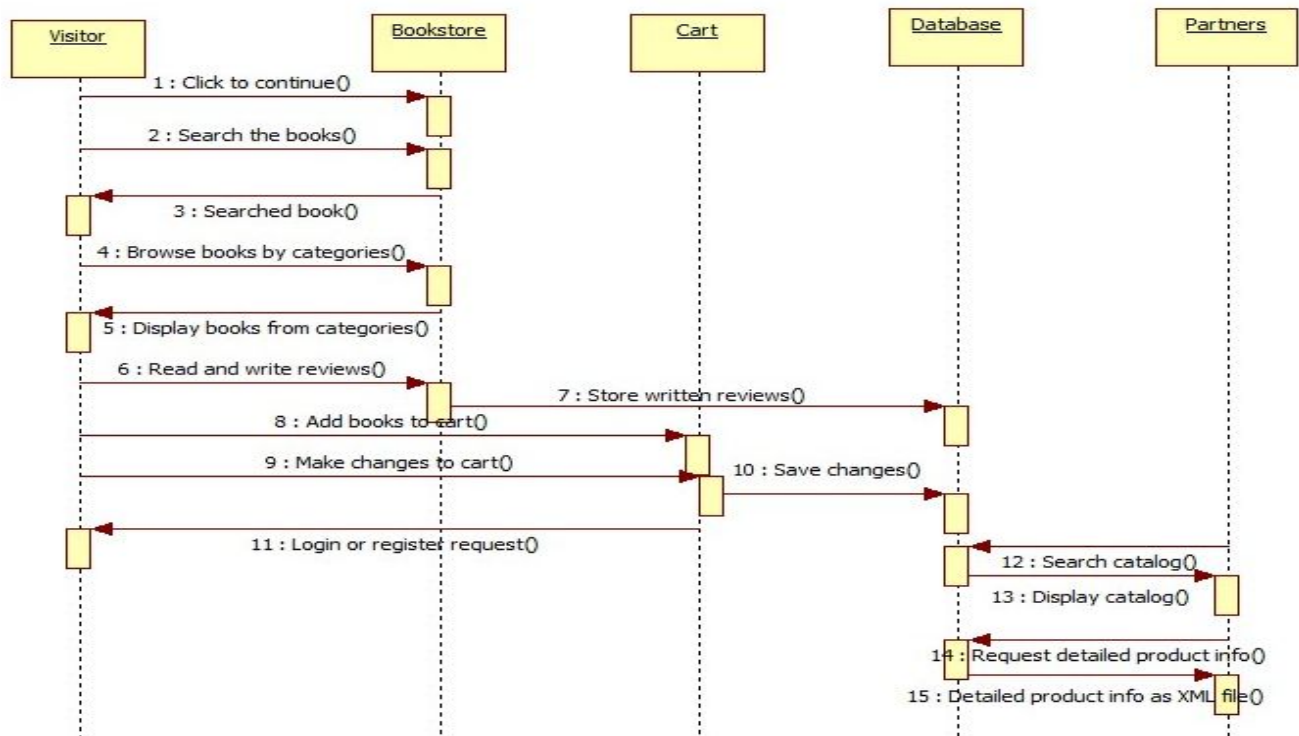 Visitor
Bookstore
Cart
Database
Partners
1 : Click to continue()
2 : Search the books()
3 : Searched book()
4 : Browse books by categories()
5 : Display books from categories()
6 : Read and write reviews()
7 : Store written reviews()
8 : Add books to cart()
9 : Make changes to cart()
10 : Save changes()
11 : Login or register request()
12 : Search catalog()
13 : Display catalog()
14 : Request detailed product info()
15 : Detailed product info as XML file()